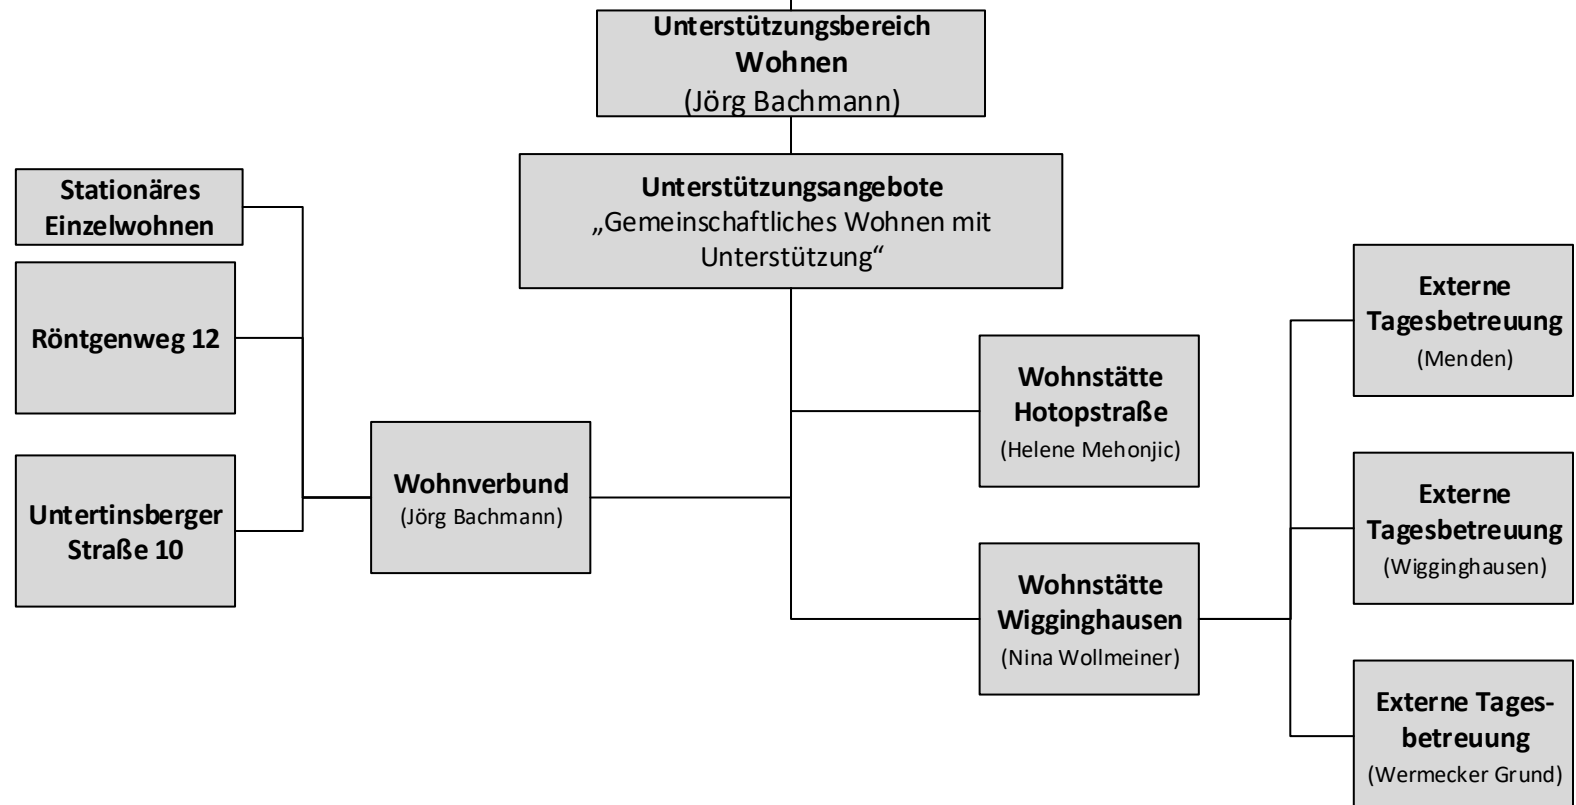 Unterstützungsbereich
Wohnen
(Jörg Bachmann)
Unterstützungsangebote
„Gemeinschaftliches Wohnen mit
Unterstützung“
Stationäres
Einzelwohnen
Röntgenweg 12
Untertinsberger
Straße 10
Wohnverbund
(Jörg Bachmann)
Wohnstätte
Hotopstraße
(Helene Mehonjic)
Wohnstätte
Wigginghausen
(Nina Wollmeiner)
Externe
Tagesbetreuung
(Menden)
Externe
Tagesbetreuung
(Wigginghausen)
Externe Tages-
betreuung
(Wermecker Grund)